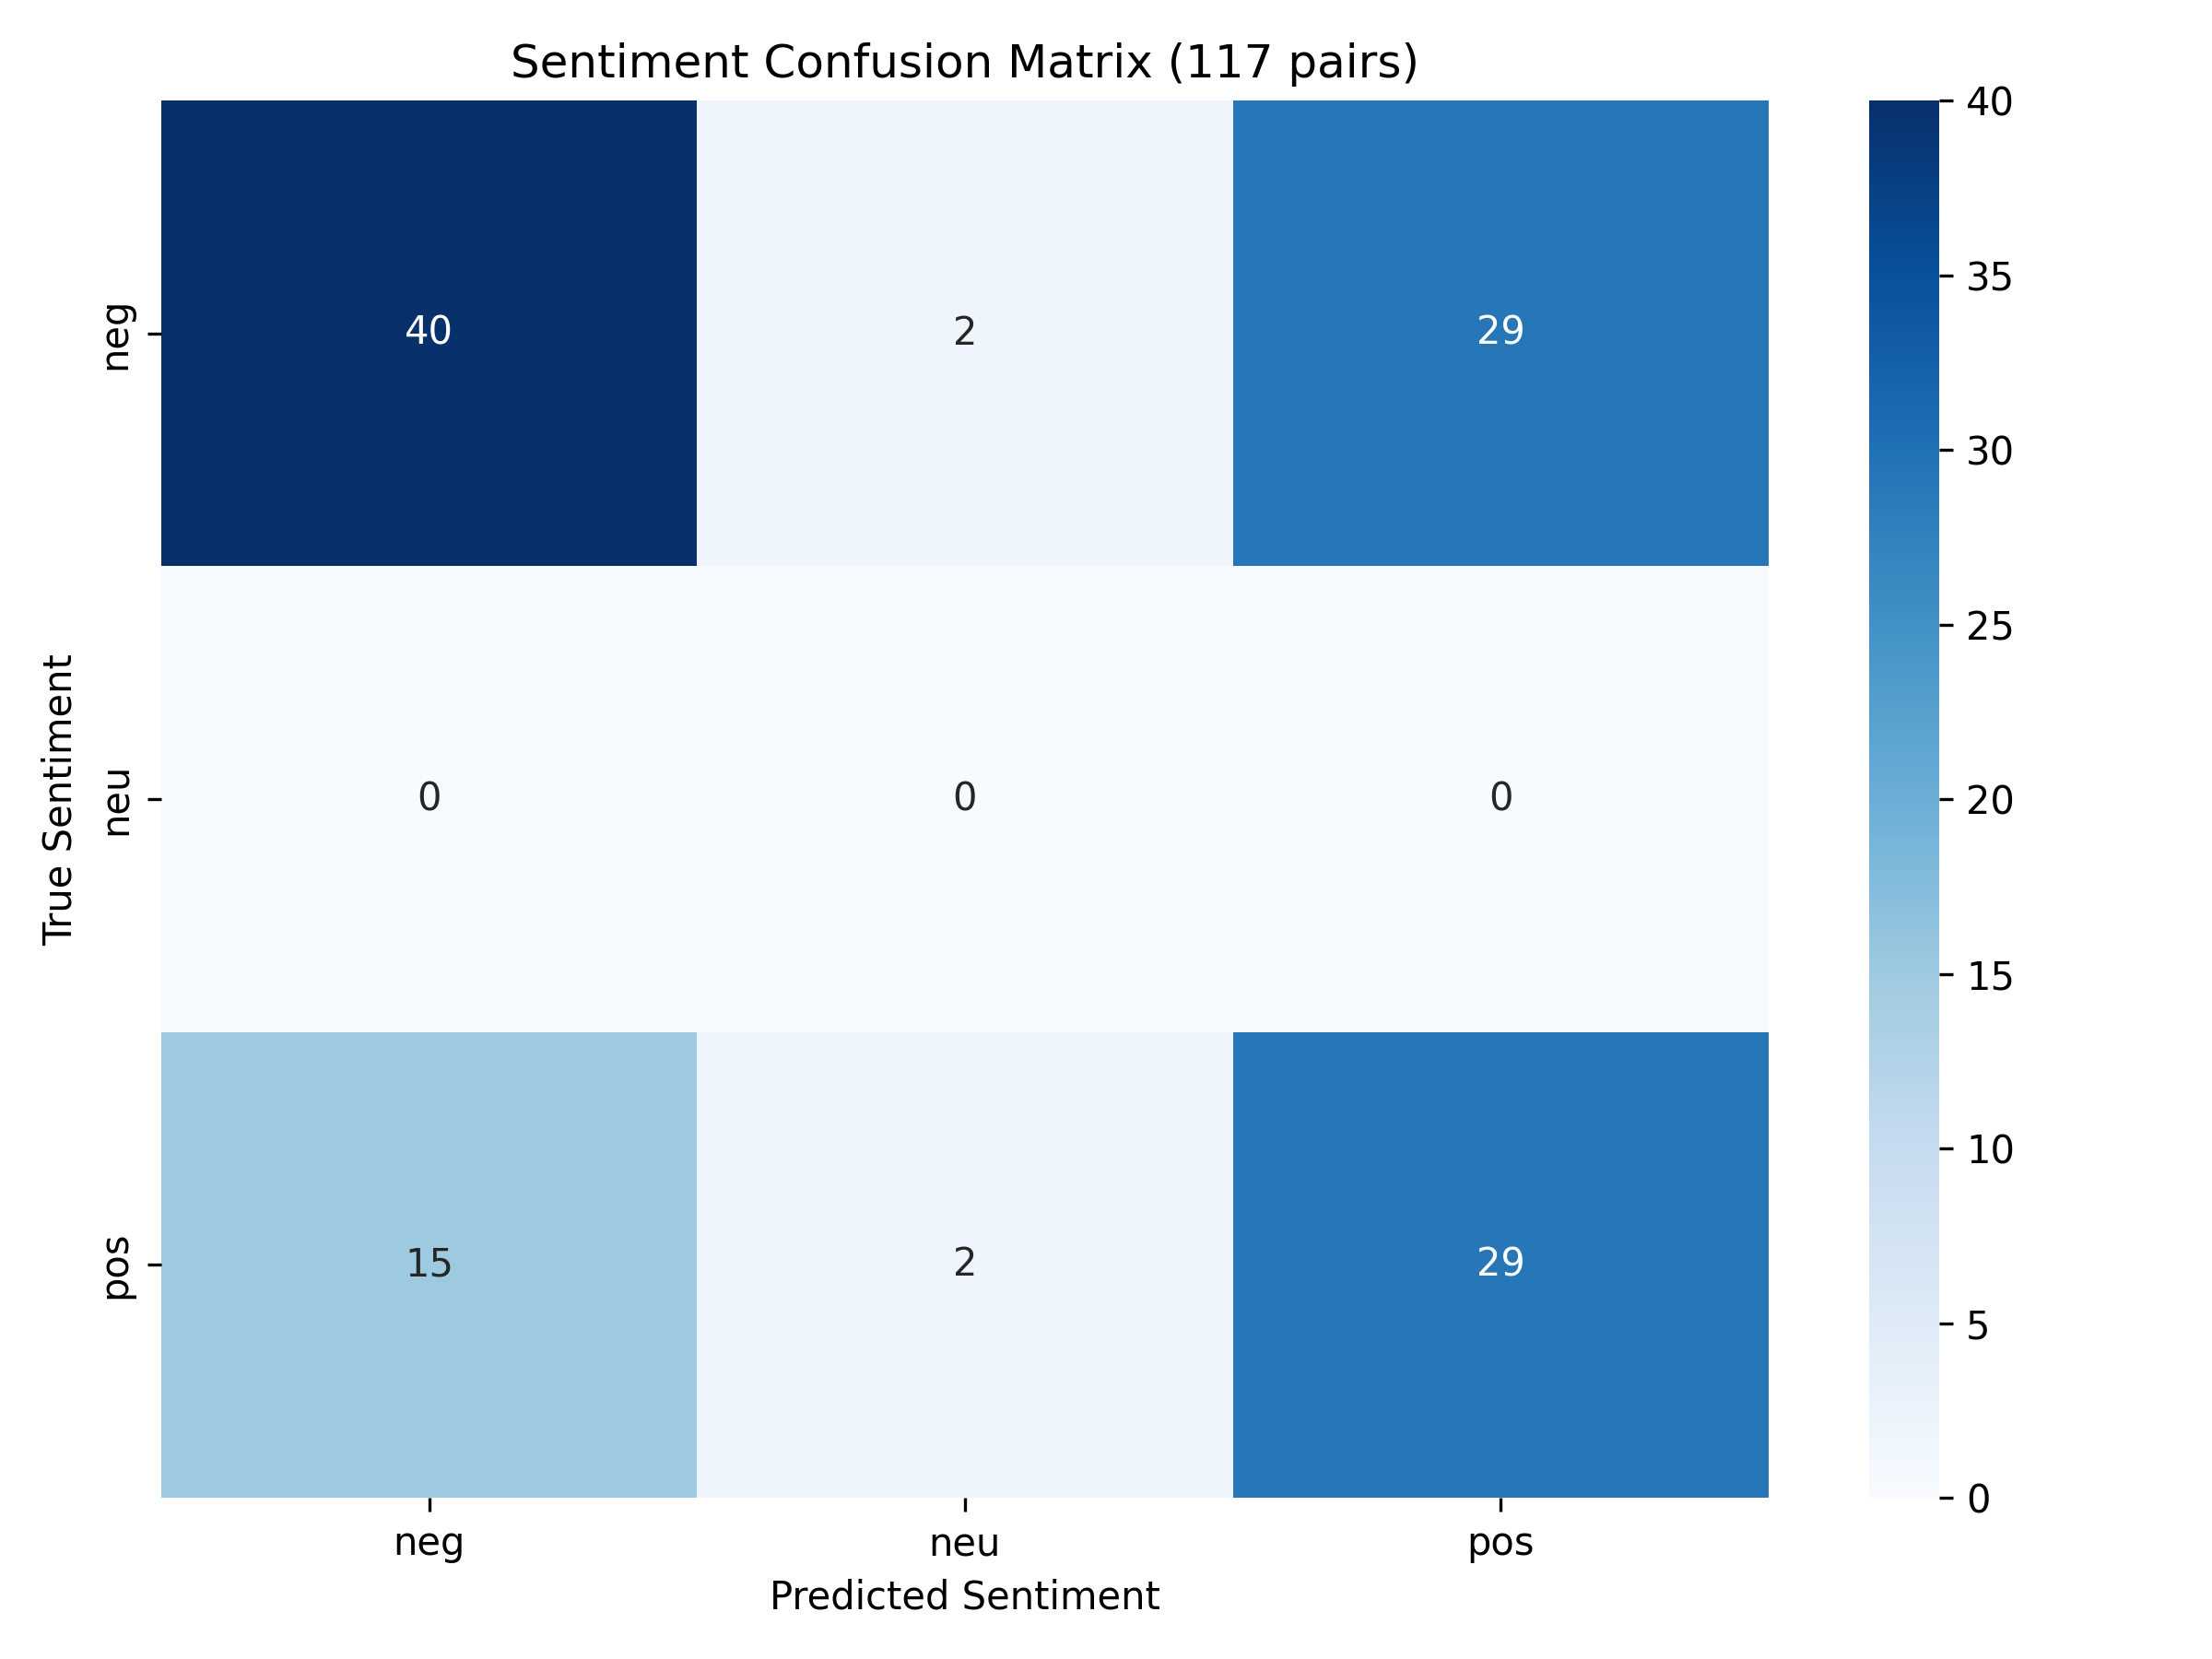 Sentiment Confusion Matrix (117 pairs)
True Sentiment
neg
40 2 29
neu
0 0 0
pos
15 2 29
neg neu pos
Predicted Sentiment
40
35
30
25
20
15
10
5
0